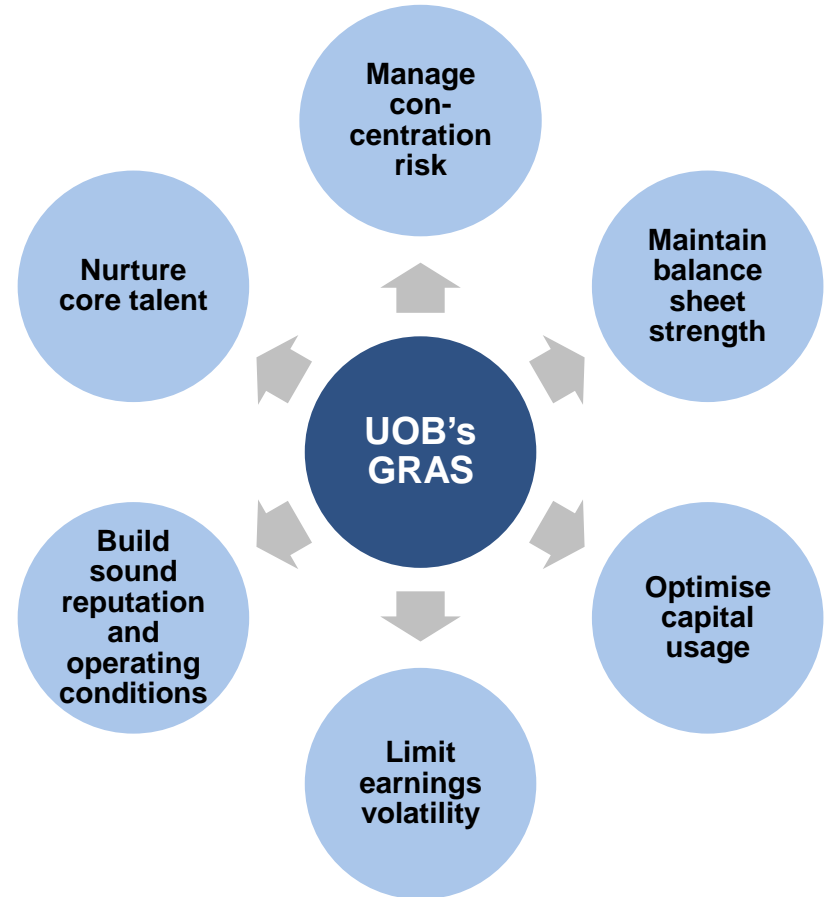 Manage
con-
centration
risk
Maintain
balance
sheet
strength
Optimise
capital
usage
Limit
earnings
volatility
Build
sound
reputation
and
operating
conditions
Nurture
core talent
UOB’s
GRAS